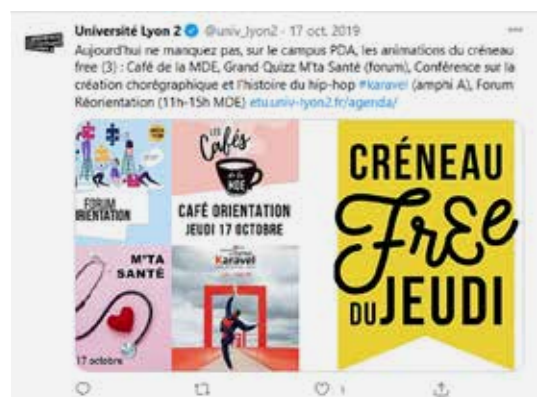 Université Lyon 2 @univ_lyon2 · 17 oct. 2019
Aujourd'hui ne manquez pas, sur le campus PDA, les animations du créneau
free (3) : Café de la MDE, Grand Quizz M'ta Santé (forum), Conférence sur la
création chorégraphique et l'histoire du hip-hop #karavel (amphi A), Forum
Réorientation (11h-15h MDE) etu.univ-lyon2.fr/agenda/
FORUM
LES
Cafés
de la
MDE
CAFÉ ORIENTATION
JEUDI 17 OCTOBRE
M'TA
SANTÉ
17 octobre
Karavel
CRÉNEAU
FREE
DU JEUDI
1